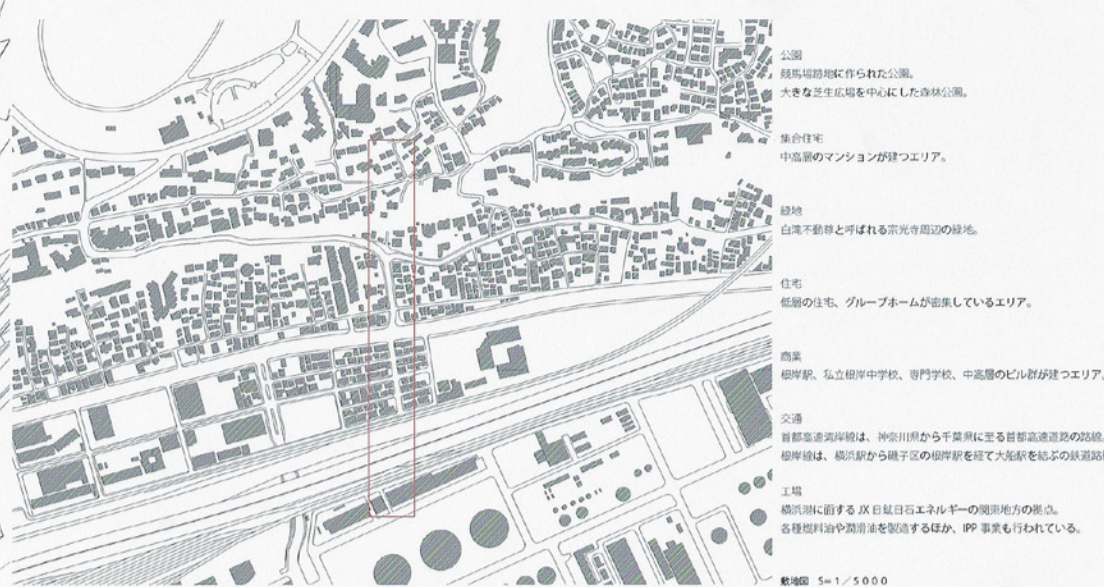 公園
競馬場跡地に作られた公園。
大きな芝生広場を中心にした森林公園。
集合住宅
中高層のマンションが建つエリア。
緑地
白滝不動尊と呼ばれる宗光寺周辺の緑地。
住宅
低層の住宅、グループホームが密集しているエリア。
商業
根岸駅、私立根岸中学校、専門学校、中高層のビル群が建つエリア。
交通
首都高速湾岸線は、神奈川県から千葉県に至る首都高速道路の路線。
根岸線は、横浜駅から磯子区の根岸駅を経て大船駅を結ぶの鉄道路
工場
横浜港に面する JX 日鉱日石エネルギーの関東地方の拠点。
各種燃料油や潤滑油を製造するほか、IPP 事業も行われている。
敷地図 S=1/5000